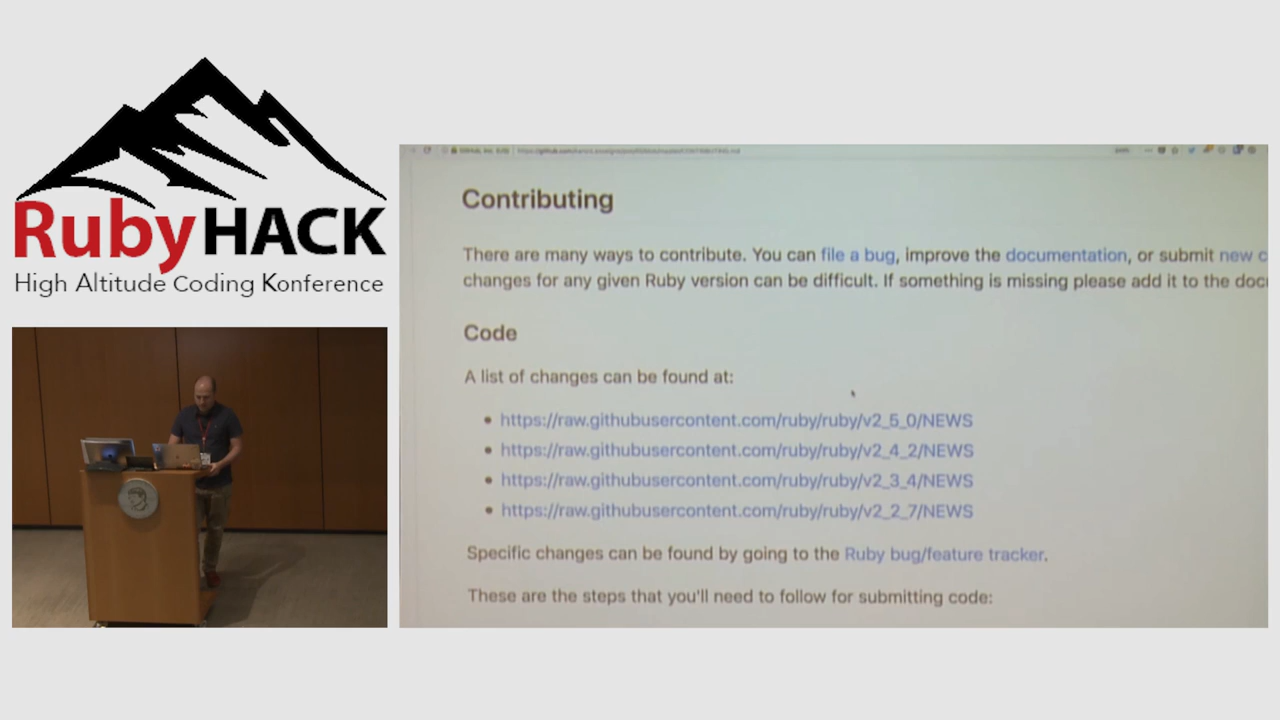 RubyHACK
High Altitude Coding Konference
Contributing
There are many ways to contribute. You can file a bug, improve the documentation, or submit new c
changes for any given Ruby version can be difficult. If something is missing please add it to the doc
Code
A list of changes can be found at:
https://raw.githubusercontent.com/ruby/ruby/v2_5_0/NEWS
https://raw.githubusercontent.com/ruby/ruby/v2_4_2/NEWS
https://raw.githubusercontent.com/ruby/ruby/v2_3_4/NEWS
https://raw.githubusercontent.com/ruby/ruby/v2_2_7/NEWS
Specific changes can be found by going to the Ruby bug/feature tracker.
These are the steps that you'll need to follow for submitting code: